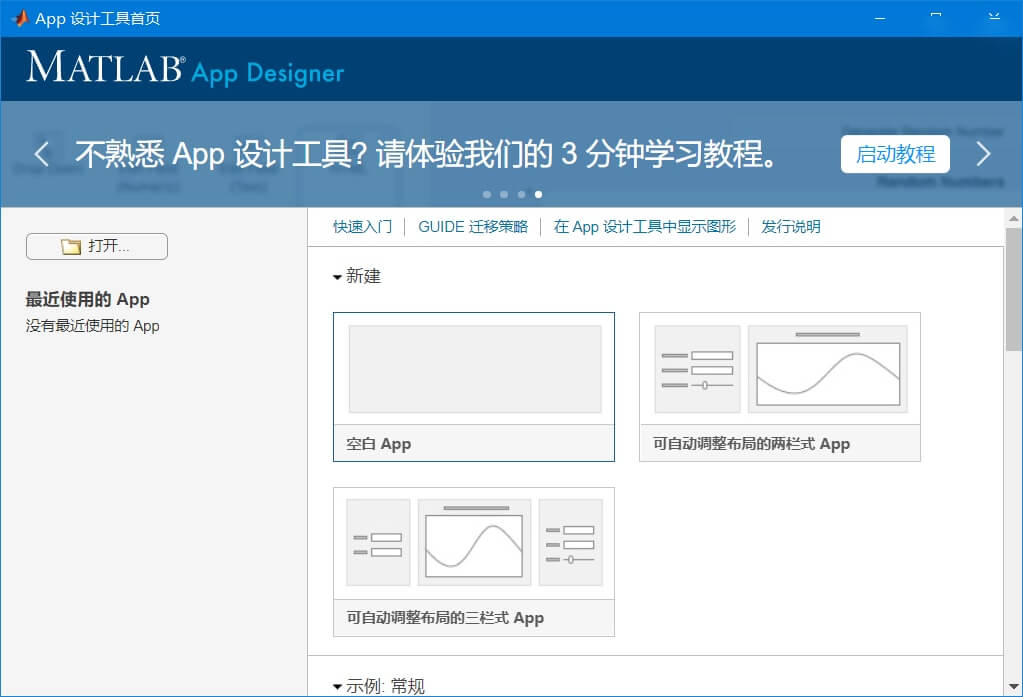 App 设计工具首页
MATLAB® App Designer
不熟悉 App 设计工具? 请体验我们的 3 分钟学习教程。
启动教程
打开...
最近使用的 App
没有最近使用的 App
快速入门 GUIDE 迁移策略 在 App 设计工具中显示图形 发行说明
新建
空白 App
可自动调整布局的两栏式 App
可自动调整布局的三栏式 App
示例: 常规